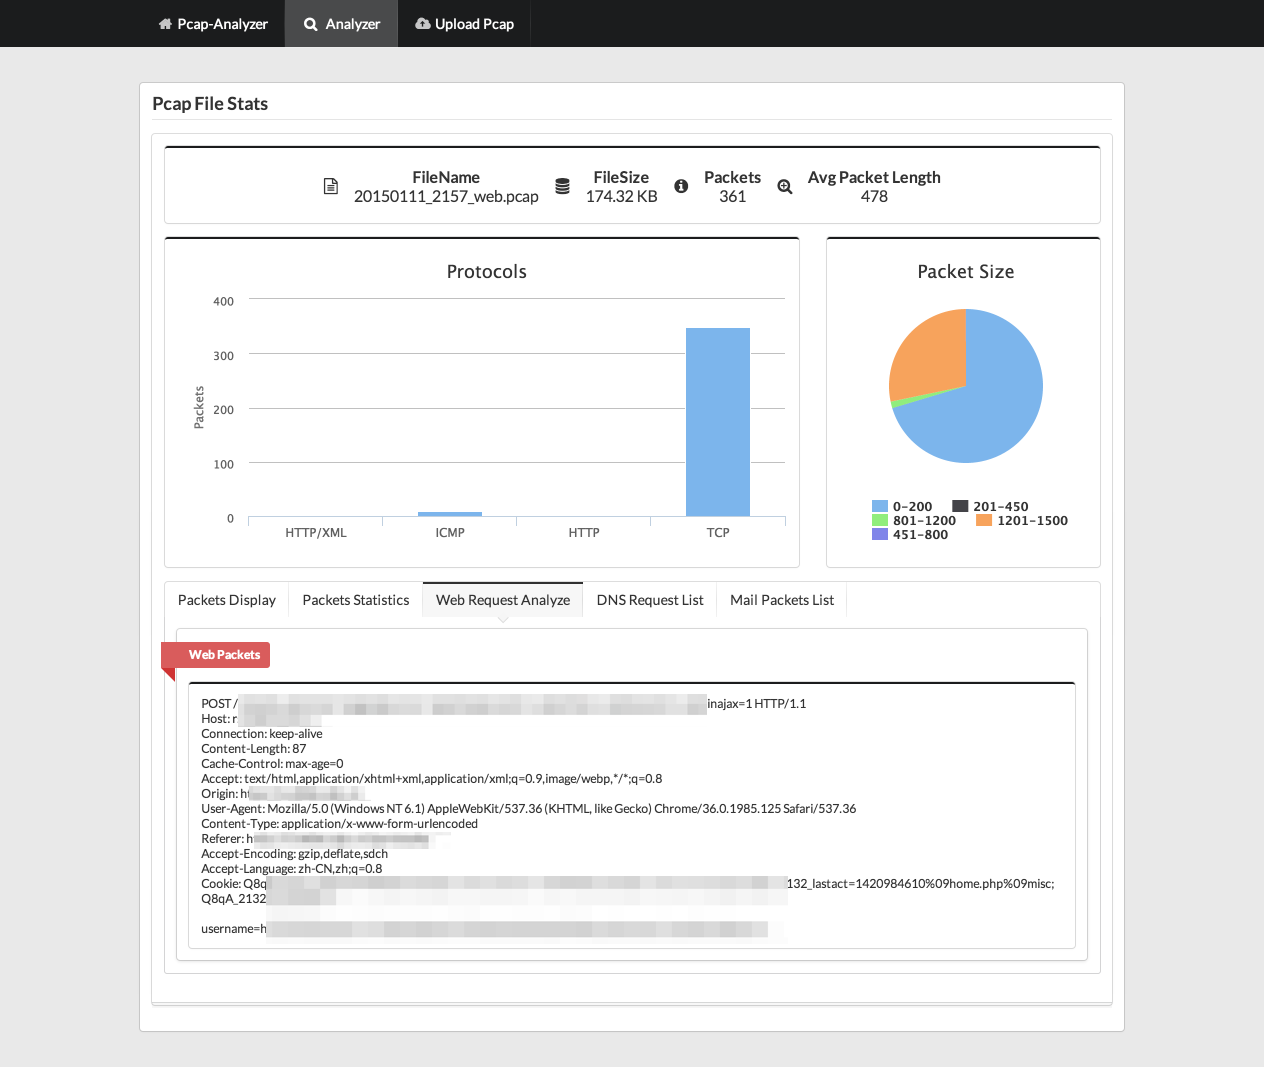 Pcap-Analyzer Analyzer Upload Pcap
Pcap File Stats
FileName FileSize Packets Avg Packet Length
20150111_2157_web.pcap 174.32 KB 361 478
Protocols
400
300
200
100
0
Packets
HTTP/XML ICMP HTTP TCP
Packet Size
0-200 201-450
801-1200 1201-1500
451-800
Packets Display Packets Statistics Web Request Analyze DNS Request List Mail Packets List
Web Packets
POST / inajax=1 HTTP/1.1
Host: r
Connection: keep-alive
Content-Length: 87
Cache-Control: max-age=0
Accept: text/html,application/xhtml+xml,application/xml;q=0.9,image/webp,*/*;q=0.8
Origin: ht
User-Agent: Mozilla/5.0 (Windows NT 6.1) AppleWebKit/537.36 (KHTML, like Gecko) Chrome/36.0.1985.125 Safari/537.36
Content-Type: application/x-www-form-urlencoded
Referer: h
Accept-Encoding: gzip,deflate,sdch
Accept-Language: zh-CN,zh;q=0.8
Cookie: Q8q 132_lastact=1420984610%09home.php%09misc;
Q8qA_2132
username=h